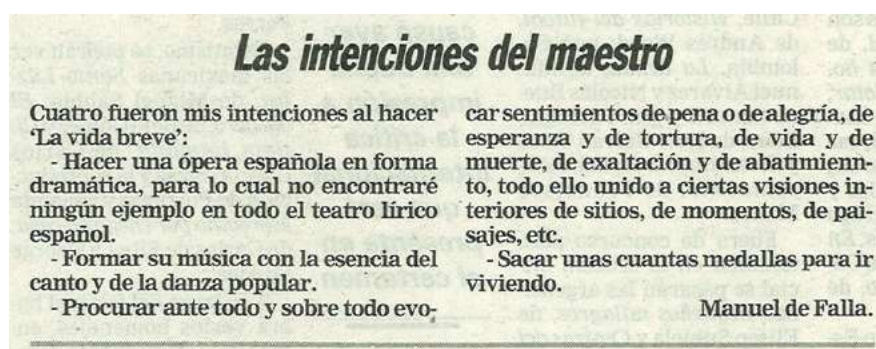 Las intenciones del maestro
Cuatro fueron mis intenciones al hacer
‘La vida breve’:
- Hacer una ópera española en forma
dramática, para lo cual no encontraré
ningún ejemplo en todo el teatro lírico
español.
- Formar su música con la esencia del
canto y de la danza popular.
- Procurar ante todo y sobre todo evo-
car sentimientos de pena o de alegría, de
esperanza y de tortura, de vida y de
muerte, de exaltación y de abatimienn-
to, todo ello unido a ciertas visiones in-
teriores de sitios, de momentos, de pai-
sajes, etc.
- Sacar unas cuantas medallas para ir
viviendo.
Manuel de Falla.